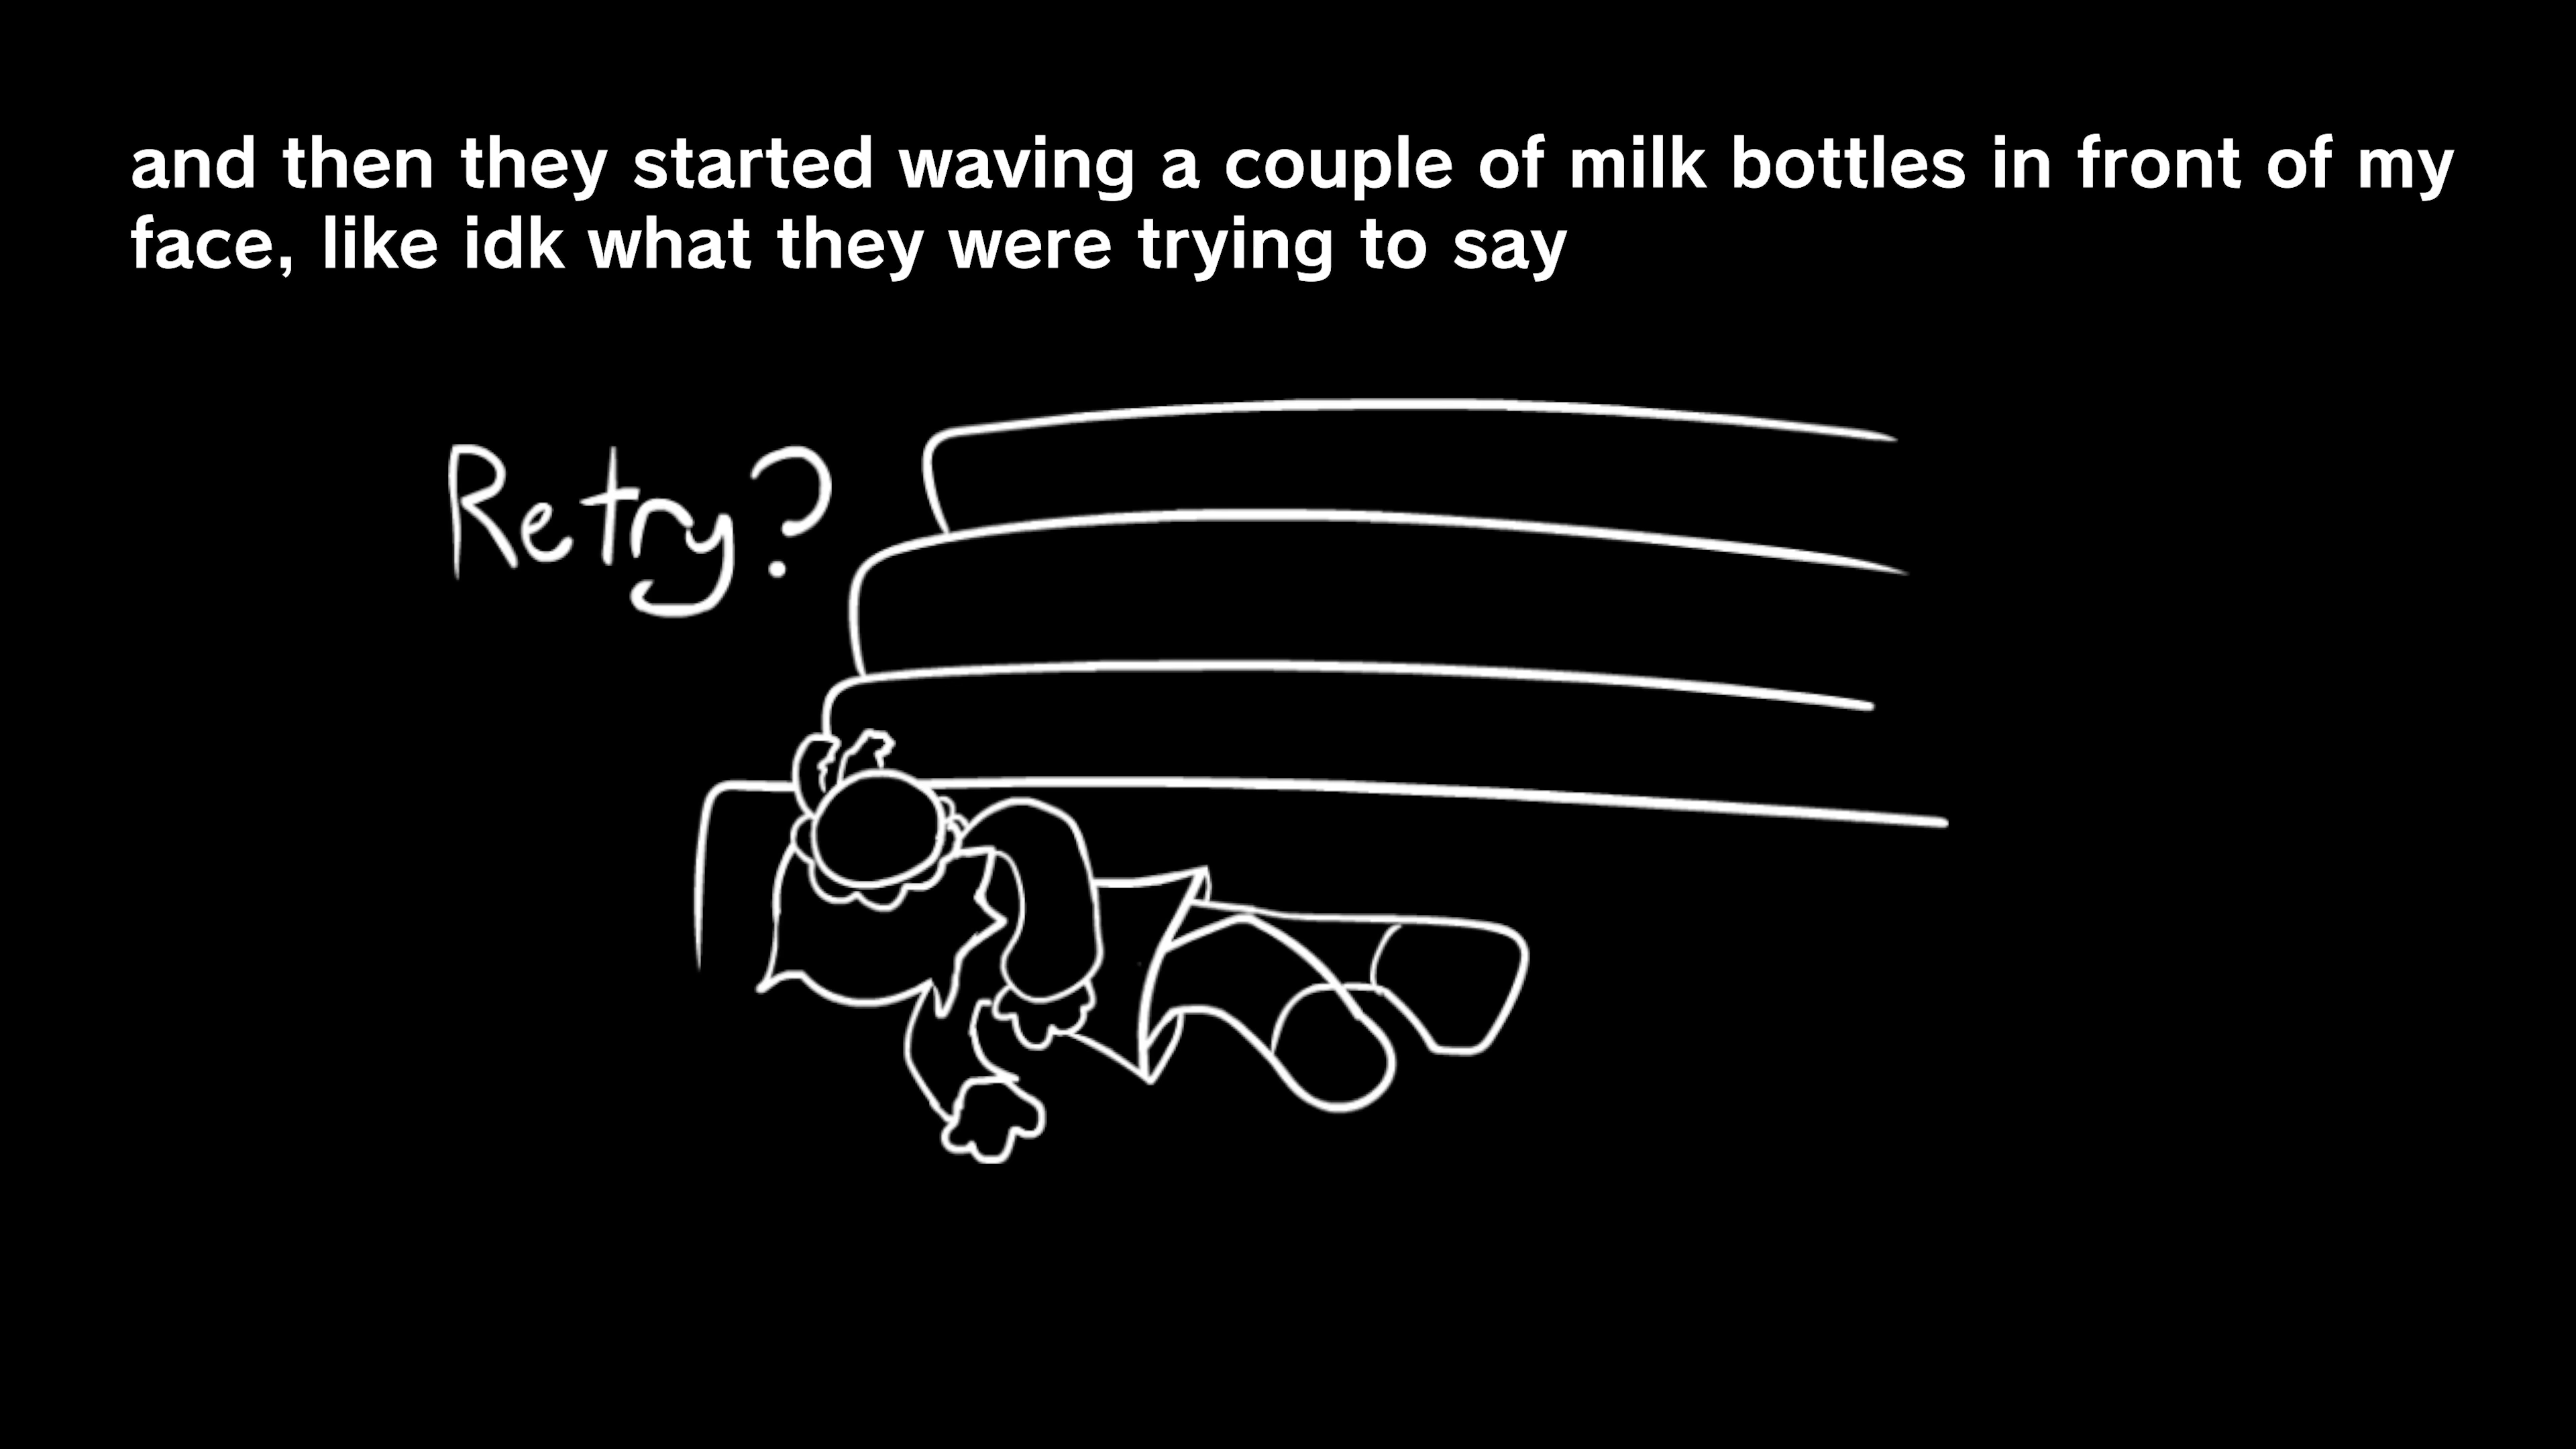 and then they started waving a couple of milk bottles in front of my
face, like idk what they were trying to say
Retry?